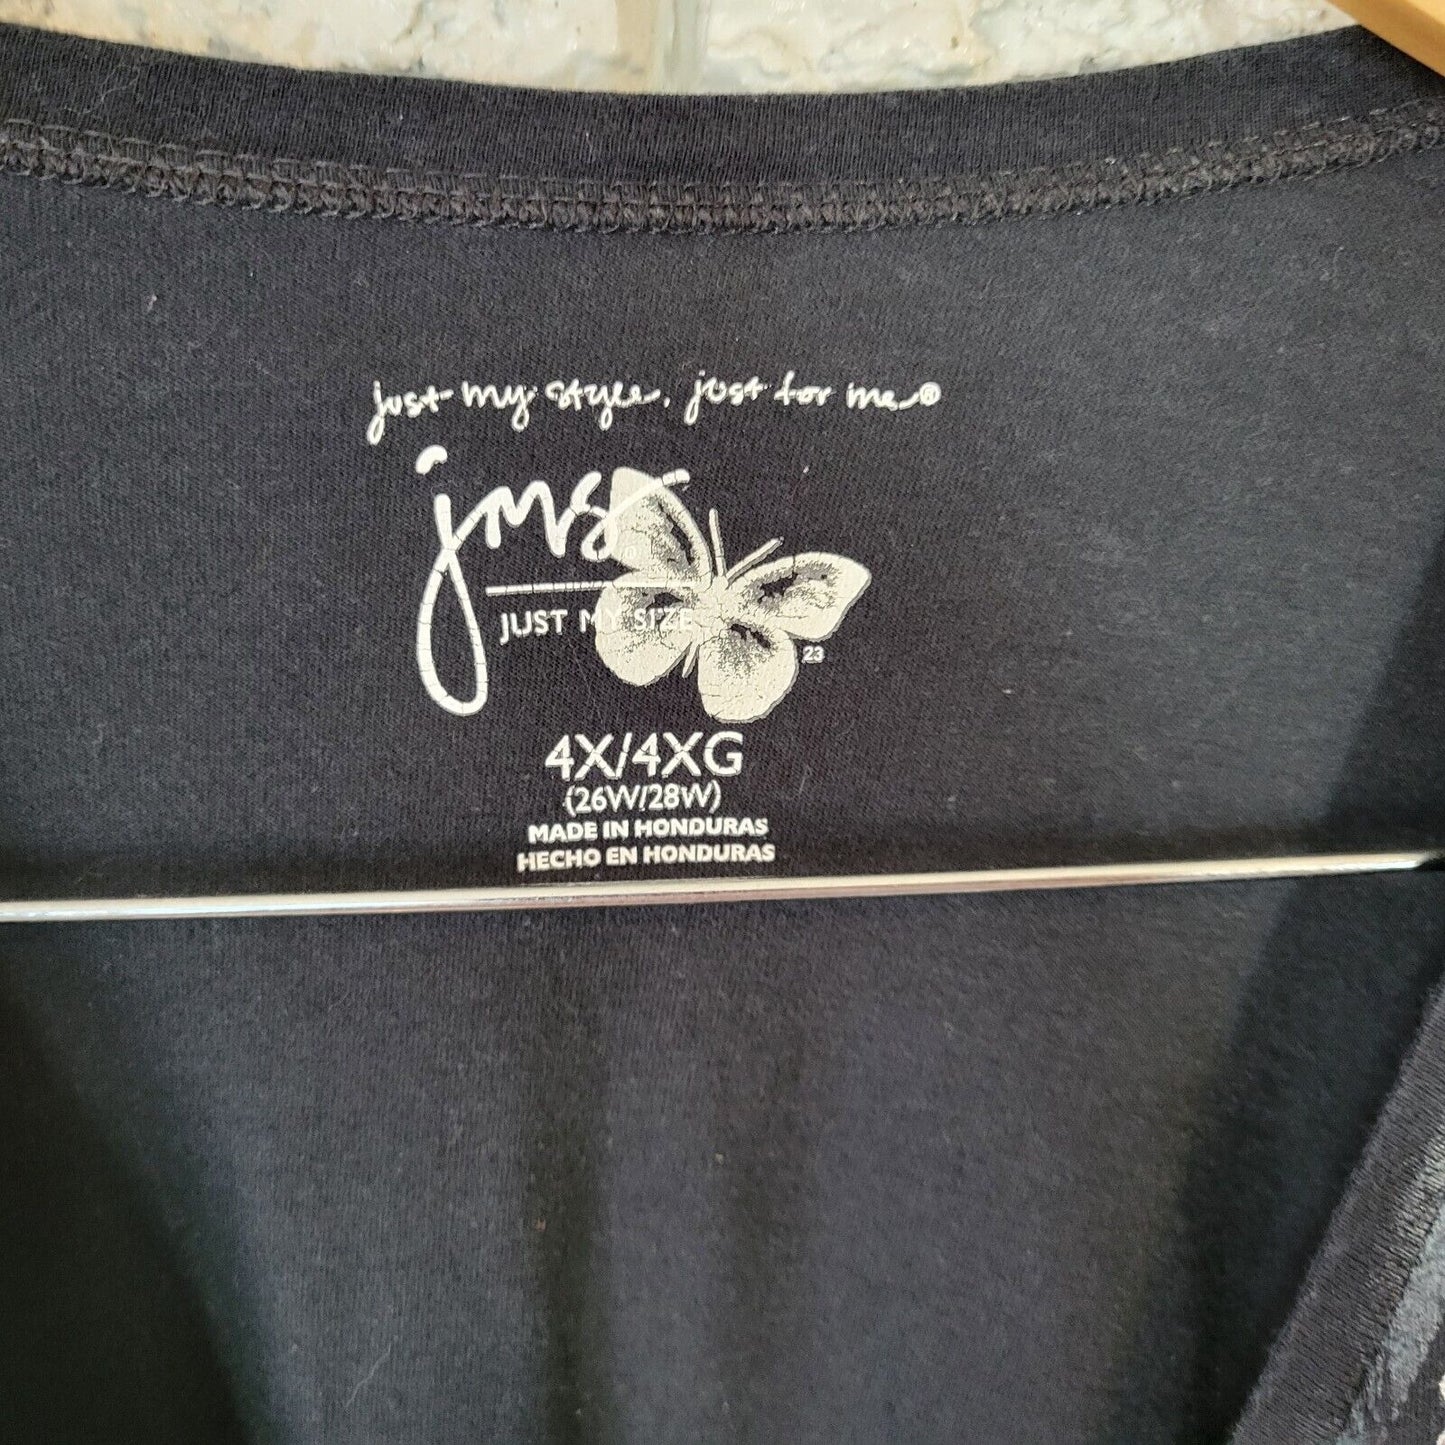 just my style. just for me®
jms®
JUST MY SIZE
23
4X/4XG
(26W/28W)
MADE IN HONDURAS
HECHO EN HONDURAS